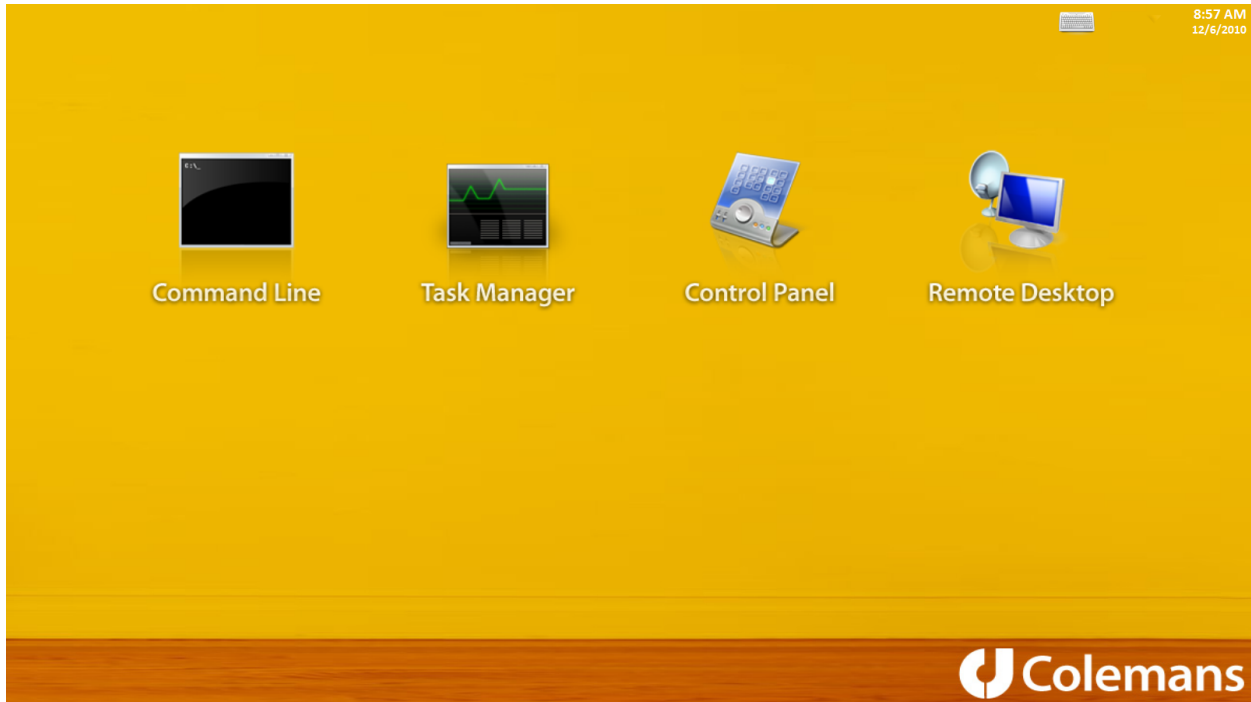 8:57 AM
12/6/2010
C:\_
Command Line
Task Manager
Control Panel
Remote Desktop
Colemans